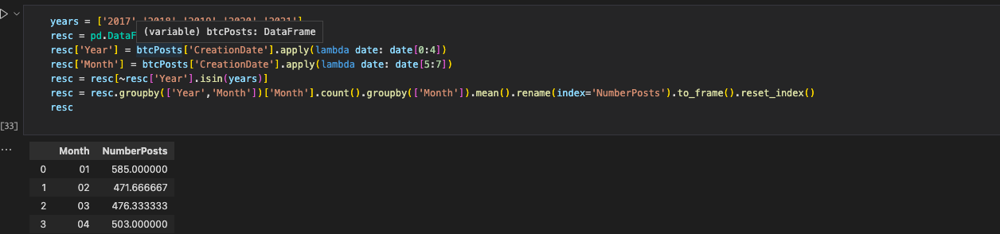 years = ['2017','2018','2019','2020','2021']
resc = pd.DataF
(variable) btcPosts: DataFrame
resc['Year'] = btcPosts['CreationDate'].apply(lambda date: date[0:4])
resc['Month'] = btcPosts['CreationDate'].apply(lambda date: date[5:7])
resc = resc[~resc['Year'].isin(years)]
resc = resc.groupby(['Year','Month'])['Month'].count().groupby(['Month']).mean().rename(index='NumberPosts').to_frame().reset_index()
resc
[33]
...
Month NumberPosts
0 01 585.000000
1 02 471.666667
2 03 476.333333
3 04 503.000000